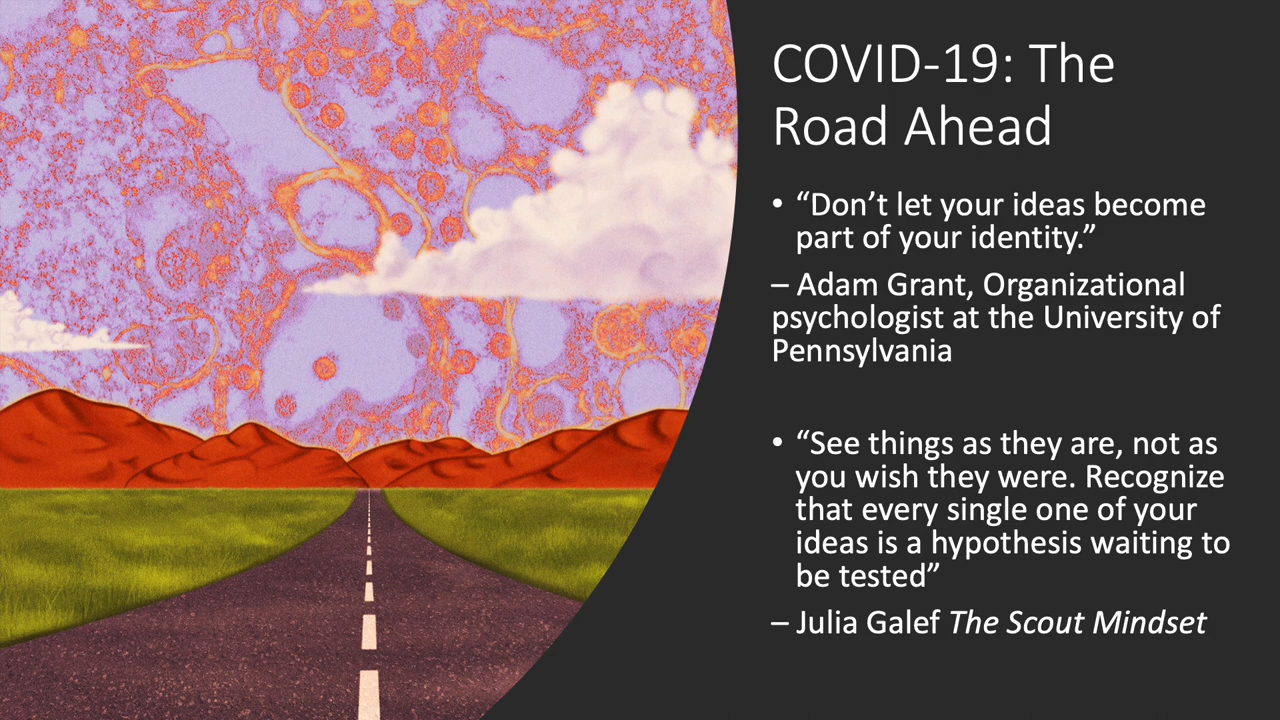 COVID-19: The
Road Ahead
• “Don’t let your ideas become
part of your identity.”
– Adam Grant, Organizational
psychologist at the University of
Pennsylvania
• “See things as they are, not as
you wish they were. Recognize
that every single one of your
ideas is a hypothesis waiting to
be tested”
– Julia Galef The Scout Mindset